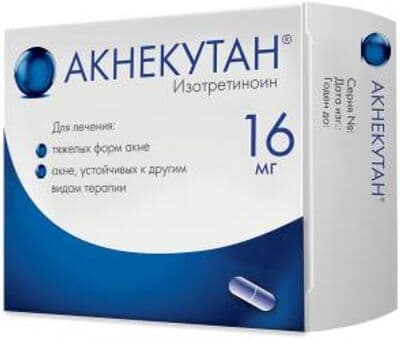 АКНЕКУТАН®
Изотретиноин
Для лечения:
тяжелых форм акне
акне, устойчивых к другим
видам терапии
16
мг
АКНЕКУТАН®
Серия №:
Дата изг.:
Годен до: